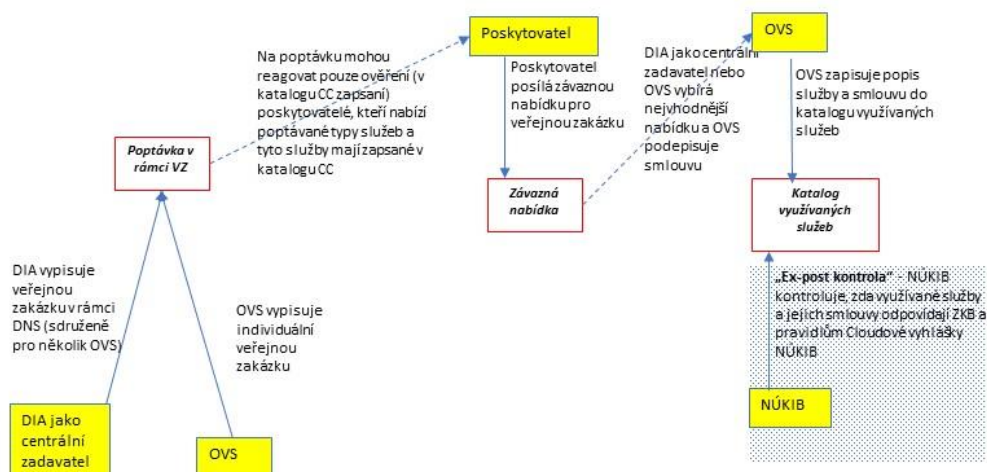 Poskytovatel
OVS
Na poptávku mohou
reagovat pouze ověření (v
katalogu CC zapsaní)
poskytovatelé, kteří nabízí
poptávané typy služeb a
tyto služby mají zapsané v
katalogu CC
Poskytovatel
posílá závaznou
nabídku pro
veřejnou zakázku
DIA jako centrální
zadavatel nebo
OVS vybírá
nejvhodnější
nabídku a OVS
podepisuje
smlouvu
OVS zapisuje popis
služby a smlouvu do
katalogu využívaných
služeb
Poptávka v
rámci VZ
Závazná
nabídka
Katalog
využívaných
služeb
DIA vypisuje
veřejnou
zakázku v rámci
DNS (sdruženě
pro několik OVS)
OVS vypisuje
individuální
veřejnou
zakázku
„Ex-post kontrola“ - NÚKIB
kontroluje, zda využívané služby
a jejich smlouvy odpovídají ZKB a
pravidlům Cloudové vyhlášky
NÚKIB
DIA jako
centrální
zadavatel
OVS
NÚKIB